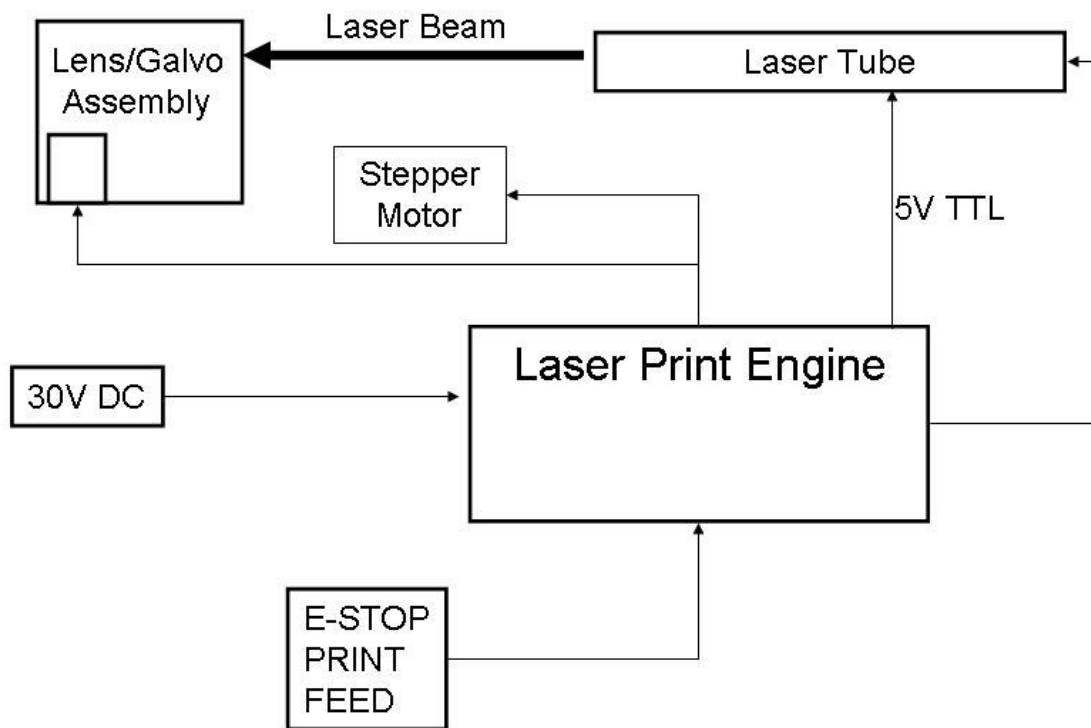 Laser Beam
Lens/Galvo
Assembly
Laser Tube
Stepper
Motor
5V TTL
Laser Print Engine
30V DC
E-STOP
PRINT
FEED